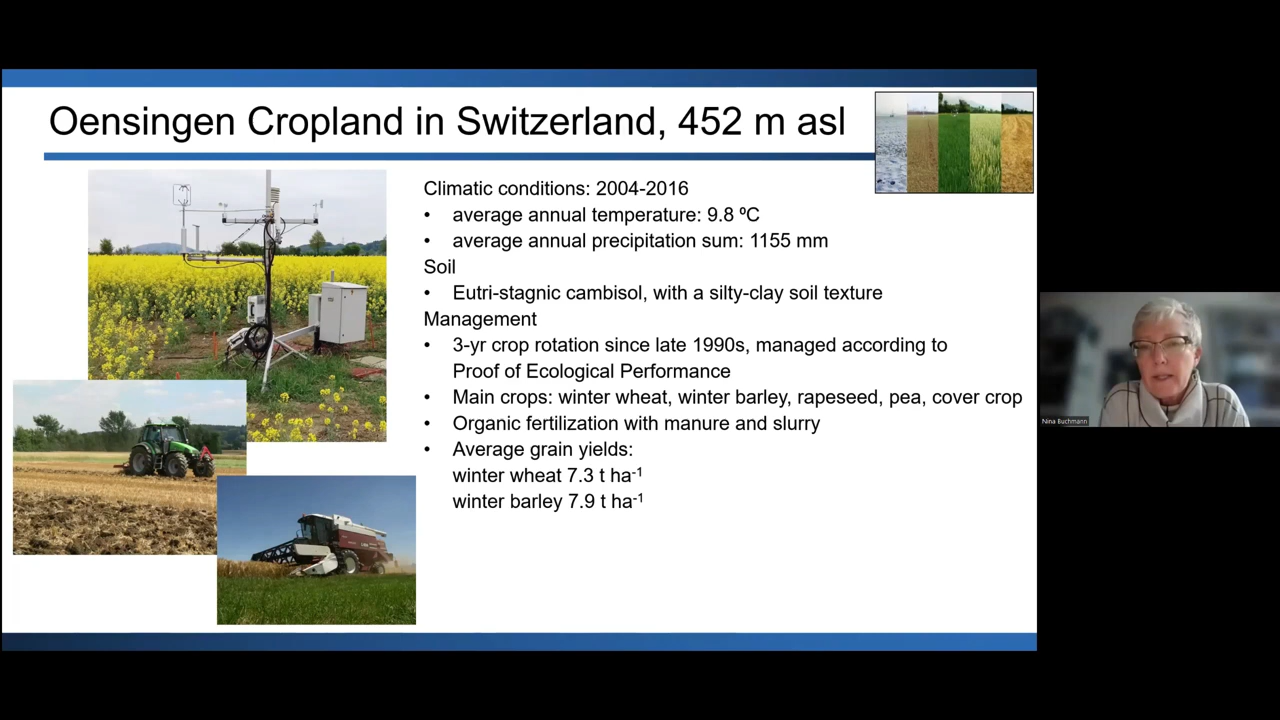 Oensingen Cropland in Switzerland, 452 m asl
Climatic conditions: 2004-2016
• average annual temperature: 9.8 ºC
• average annual precipitation sum: 1155 mm
Soil
• Eutri-stagnic cambisol, with a silty-clay soil texture
Management
• 3-yr crop rotation since late 1990s, managed according to
Proof of Ecological Performance
• Main crops: winter wheat, winter barley, rapeseed, pea, cover crop
• Organic fertilization with manure and slurry
• Average grain yields:
winter wheat 7.3 t ha-1
winter barley 7.9 t ha-1
Nina Buchmann